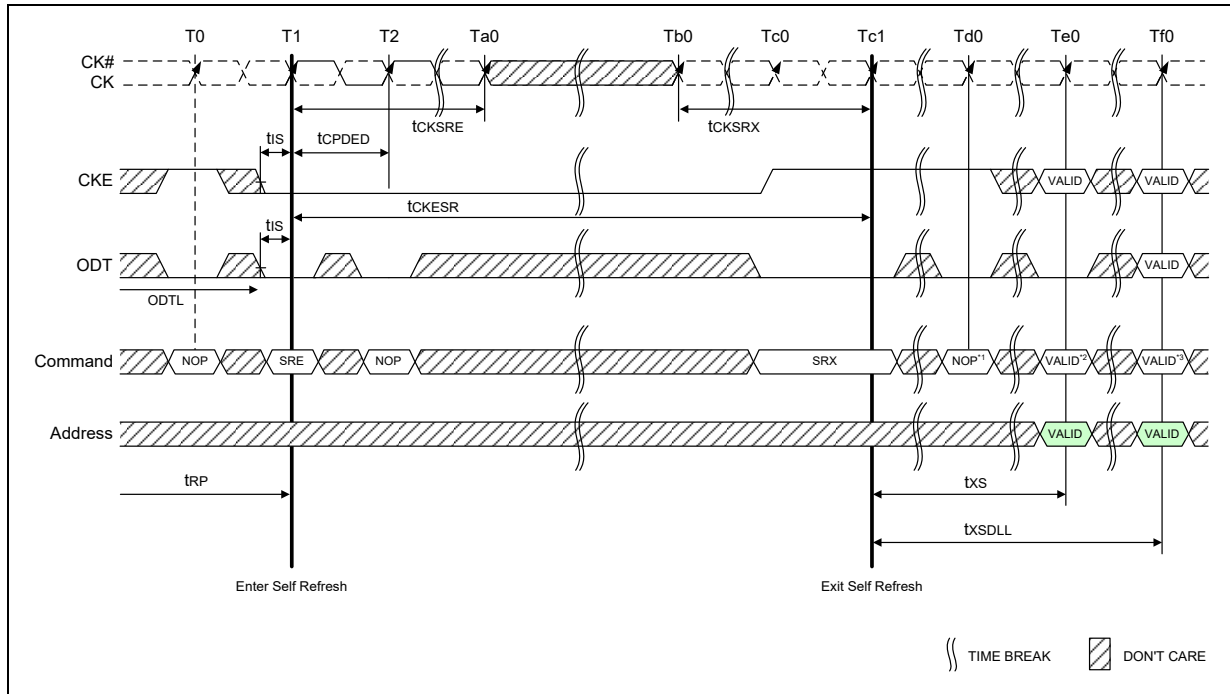 T0 T1 T2 Ta0 Tb0 Tc0 Tc1 Td0 Te0 Tf0
CK#
CK
tCKSRE tCKSRX
tIS tCPDED
CKE VALID VALID
tCKESR
tIS
ODT VALID
ODTL
Command NOP SRE NOP SRX NOP*1 VALID*2 VALID*3
Address VALID VALID
tRP tXS
tXSDLL
Enter Self Refresh Exit Self Refresh
TIME BREAK DON'T CARE